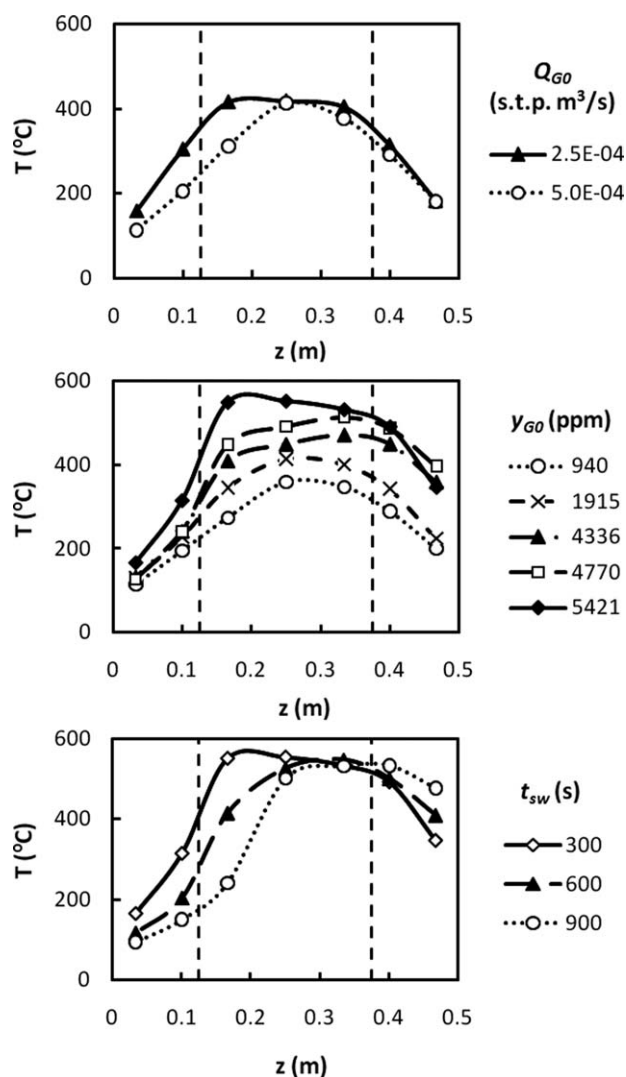 600
400
200
0
T (°C)
0 0.1 0.2 0.3 0.4 0.5
z (m)
Q_G0
(s.t.p. m³/s)
2.5E-04
5.0E-04
600
400
200
0
T (°C)
0 0.1 0.2 0.3 0.4 0.5
z (m)
y_G0 (ppm)
940
1915
4336
4770
5421
600
400
200
0
T (°C)
0 0.1 0.2 0.3 0.4 0.5
z (m)
t_sw (s)
300
600
900